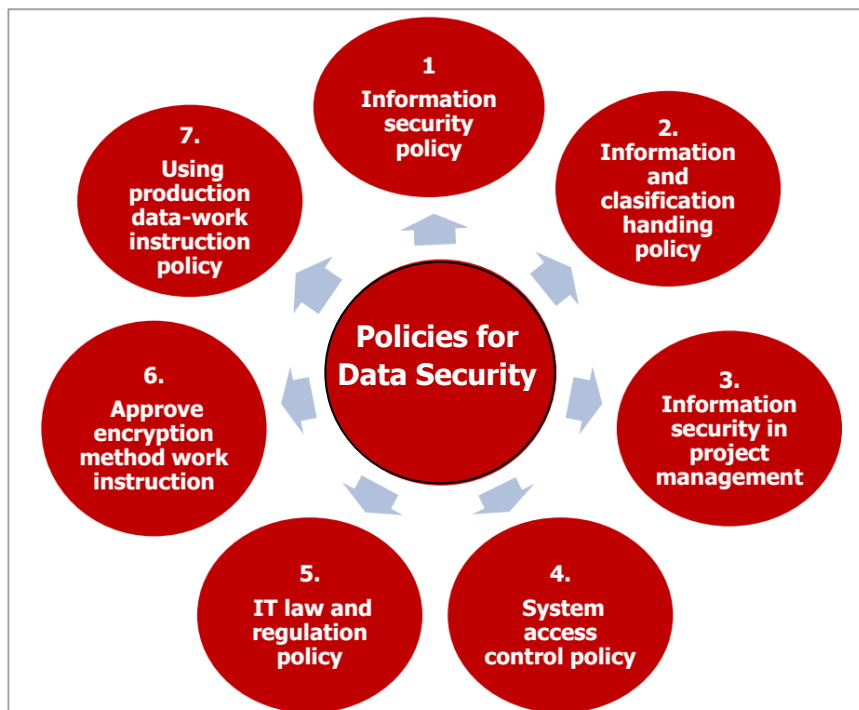 1
Information
security
policy
2.
Information
and
clasification
handing
policy
3.
Information
security in
project
management
4.
System
access
control policy
5.
IT law and
regulation
policy
6.
Approve
encryption
method work
instruction
7.
Using
production
data-work
instruction
policy
Policies for
Data Security